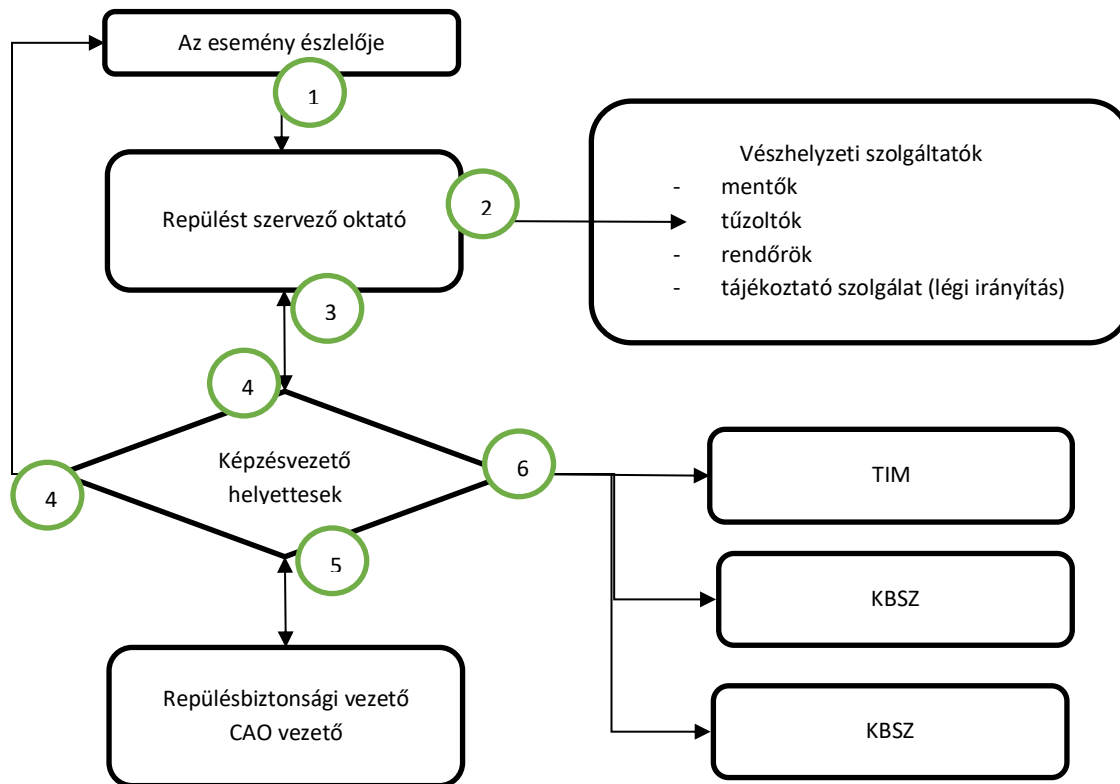 Az esemény észlelője
1
Repülést szervező oktató
2
Vészhelyzeti szolgáltatók
- mentők
- tűzoltók
- rendőrök
- tájékoztató szolgálat (légi irányítás)
3
4
Képzésvezető
helyettesek
4
6
5
TIM
KBSZ
Repülésbiztonsági vezető
CAO vezető
KBSZ